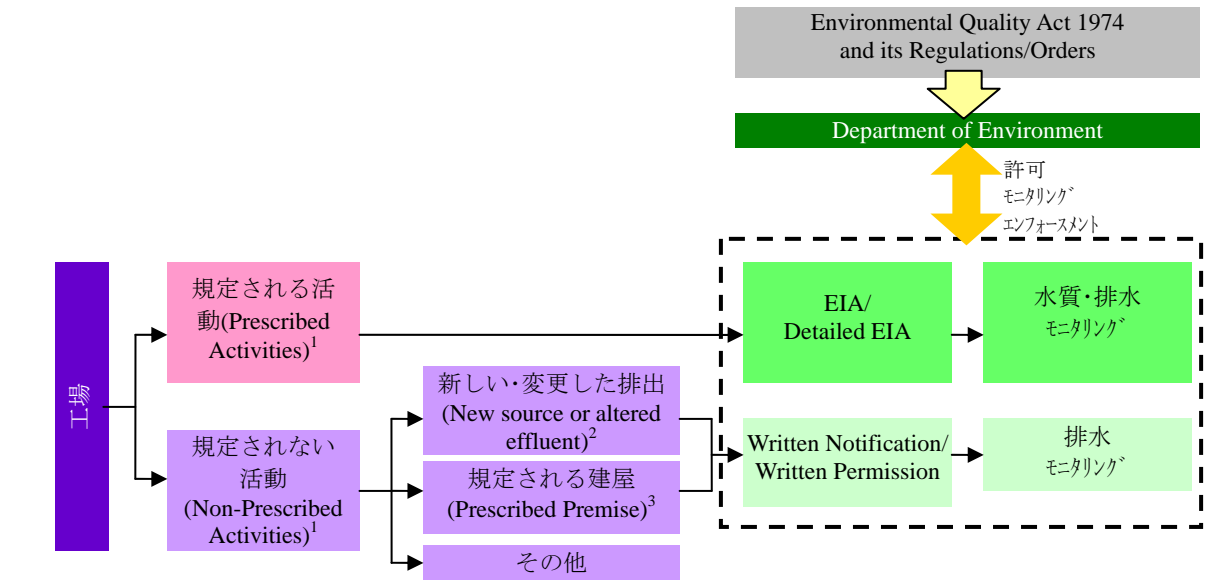 Environmental Quality Act 1974
and its Regulations/Orders
Department of Environment
許可
ﾓﾆﾀﾘﾝｸﾞ
ｴﾝﾌｫｰｽﾒﾝﾄ
工場
規定される活
動(Prescribed
Activities)1
EIA/
Detailed EIA
水質・排水
ﾓﾆﾀﾘﾝｸﾞ
規定されない
活動
(Non-Prescribed
Activities)1
新しい・変更した排出
(New source or altered
effluent)2
規定される建屋
(Prescribed Premise)3
その他
Written Notification/
Written Permission
排水
ﾓﾆﾀﾘﾝｸﾞ